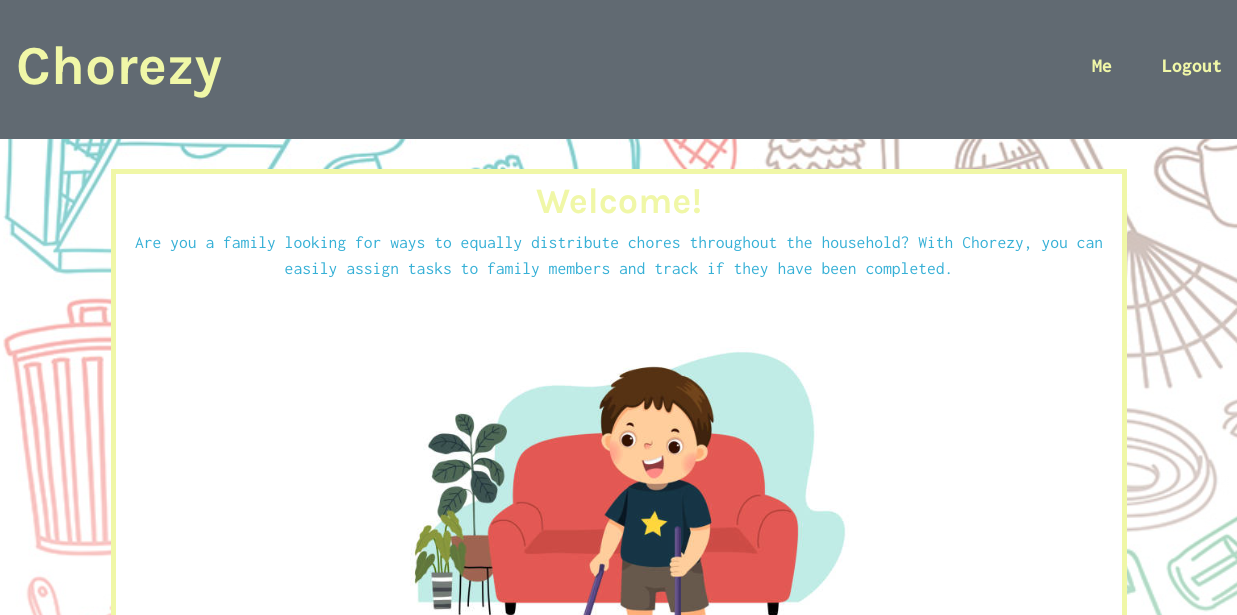 Chorezy
Me
Logout
Welcome!
Are you a family looking for ways to equally distribute chores throughout the household? With Chorezy, you can
easily assign tasks to family members and track if they have been completed.